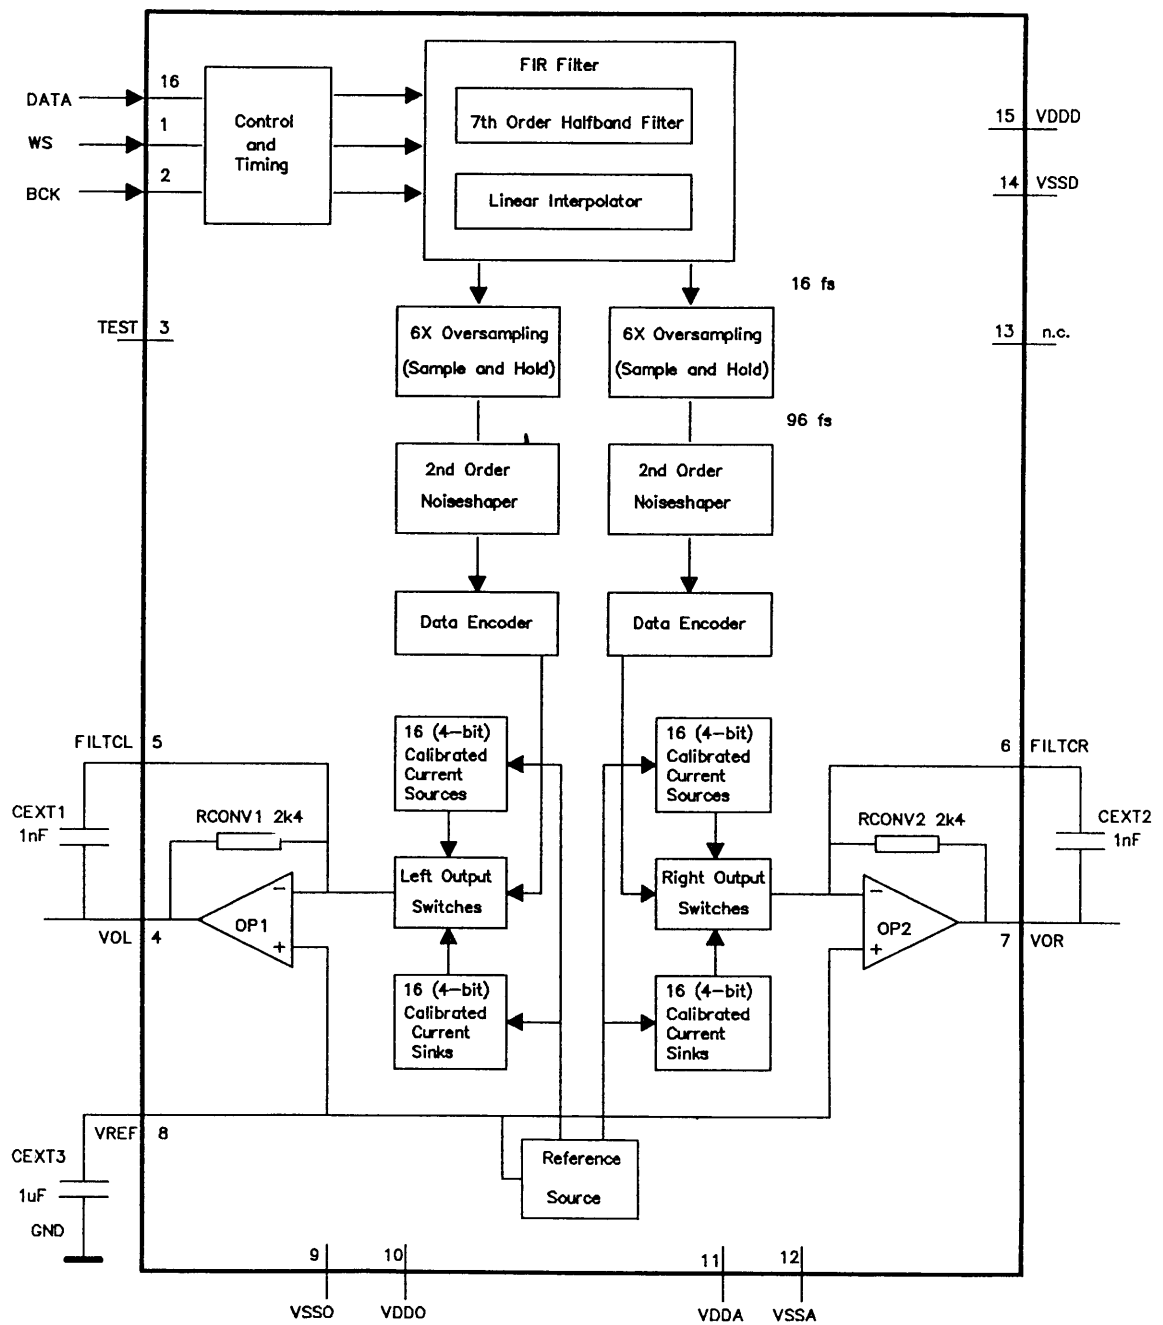 FIR Filter
16
DATA
7th Order Halfband Filter
Control
and
Timing
1
WS
2
BCK
Linear Interpolator
15 VDDD
14 VSSD
16 fs
TEST 3
6X Oversampling
(Sample and Hold)
6X Oversampling
(Sample and Hold)
13 n.c.
96 fs
2nd Order
Noiseshaper
2nd Order
Noiseshaper
Data Encoder
Data Encoder
FILTCL 5
16 (4-bit)
Calibrated
Current
Sources
16 (4-bit)
Calibrated
Current
Sources
6 FILTCR
CEXT1
1nF
RCONV1 2k4
RCONV2 2k4
CEXT2
1nF
Left Output
Switches
Right Output
Switches
-
OP1
+
-
OP2
+
VOL 4
7 VOR
16 (4-bit)
Calibrated
Current
Sinks
16 (4-bit)
Calibrated
Current
Sinks
VREF 8
CEXT3
1uF
GND
Reference
Source
9
10
11
12
VSSO
VDDO
VDDA
VSSA